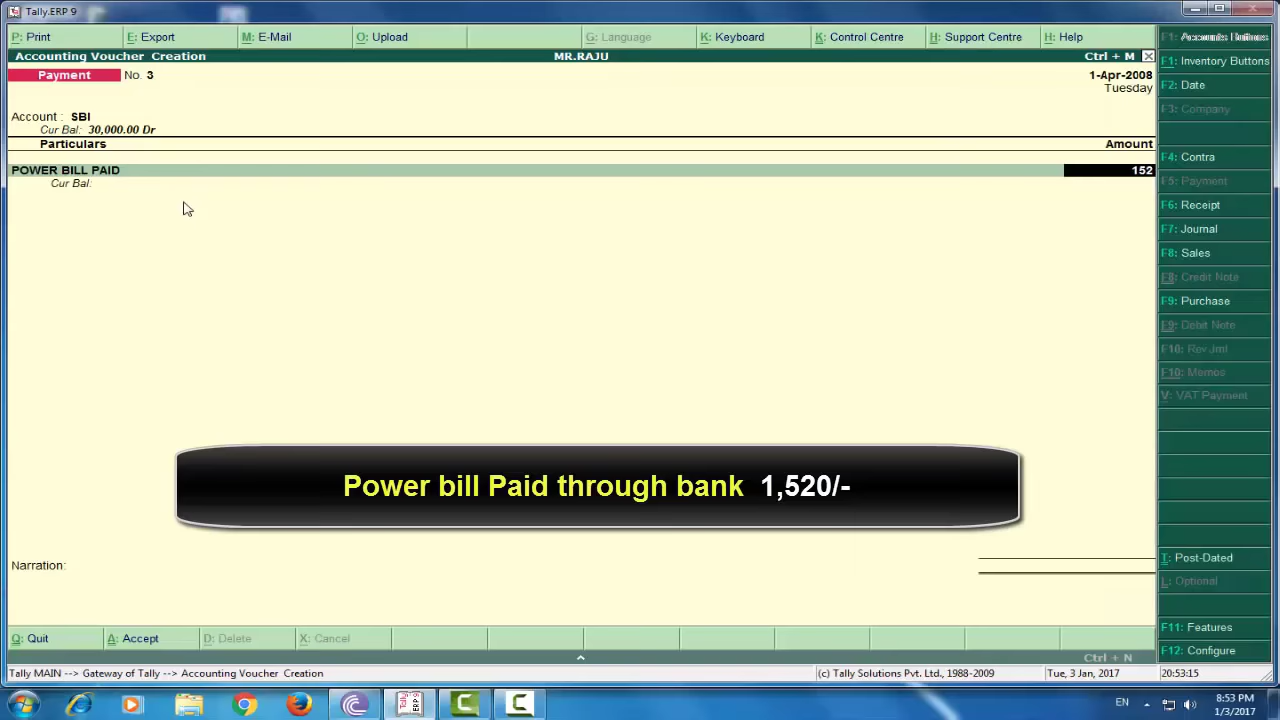 Tally.ERP 9
P: Print E: Export M: E-Mail O: Upload G: Language K: Keyboard K: Control Centre H: Support Centre H: Help
Accounting Voucher Creation MR.RAJU Ctrl + M
Payment No. 3 1-Apr-2008
Tuesday
Account : SBI
Cur Bal: 30,000.00 Dr
Particulars Amount
POWER BILL PAID 152
Cur Bal:
Power bill Paid through bank 1,520/-
Narration:
F1: Inventory Buttons
F2: Date
F3: Company
F4: Contra
F5: Payment
F6: Receipt
F7: Journal
F8: Sales
F8: Credit Note
F9: Purchase
F9: Debit Note
F10: Rev Jrnl
F10: Memos
V: VAT Payment
T: Post-Dated
L: Optional
F11: Features
F12: Configure
Q: Quit A: Accept D: Delete X: Cancel
Ctrl + N
Tally MAIN --> Gateway of Tally --> Accounting Voucher Creation (c) Tally Solutions Pvt. Ltd., 1988-2009 Tue, 3 Jan, 2017 20:53:15
EN 8:53 PM
1/3/2017